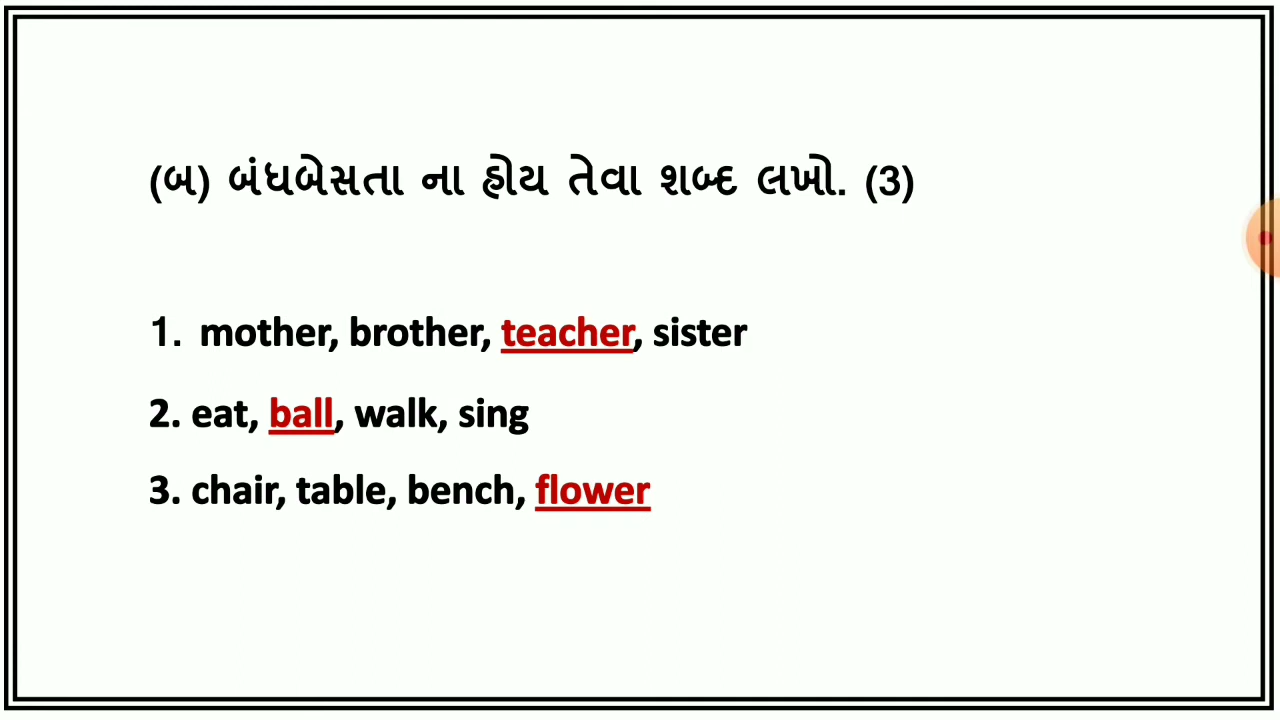 (બ) બંધબેસતા ના હોય તેવા શબ્દ લખો. (3)
1. mother, brother, teacher, sister
2. eat, ball, walk, sing
3. chair, table, bench, flower